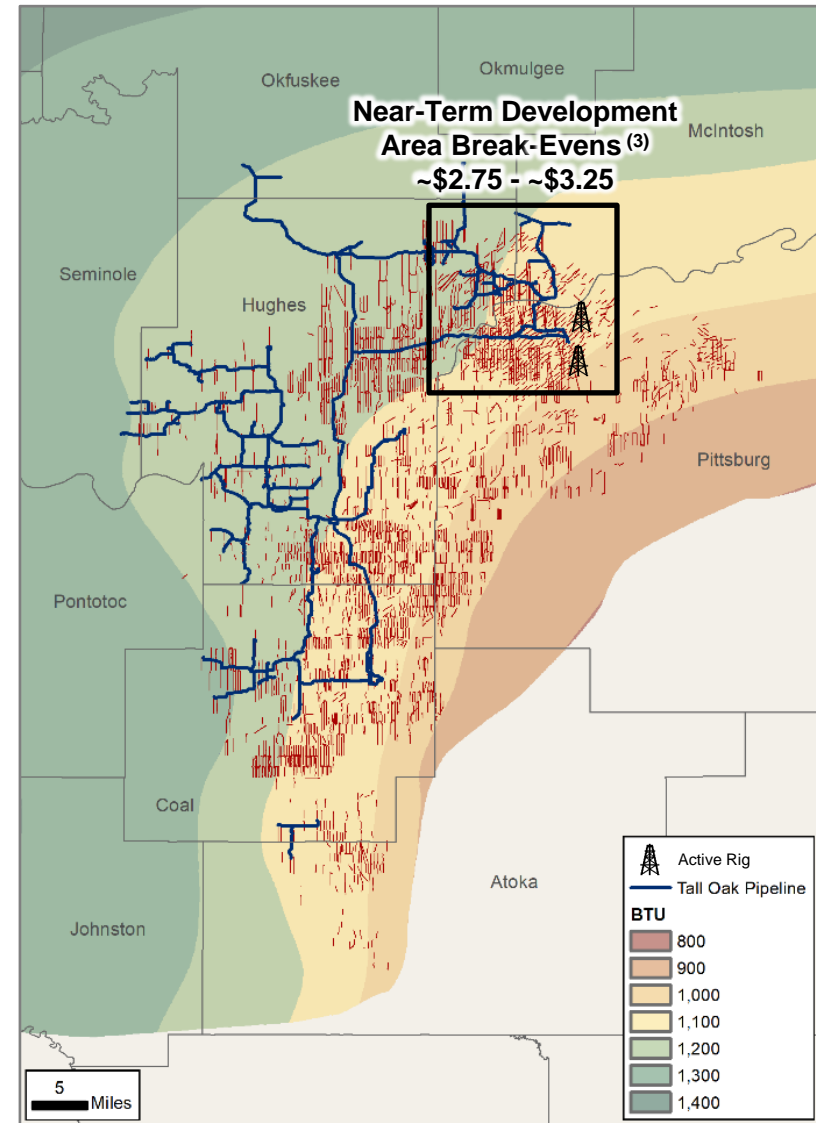 Okfuskee
Okmulgee
Near-Term Development
Area Break-Evens (3)
~$2.75 - ~$3.25
McIntosh
Seminole
Hughes
Pittsburg
Pontotoc
Coal
Atoka
Johnston
Active Rig
Tall Oak Pipeline
BTU
800
900
1,000
1,100
1,200
1,300
1,400
5
Miles